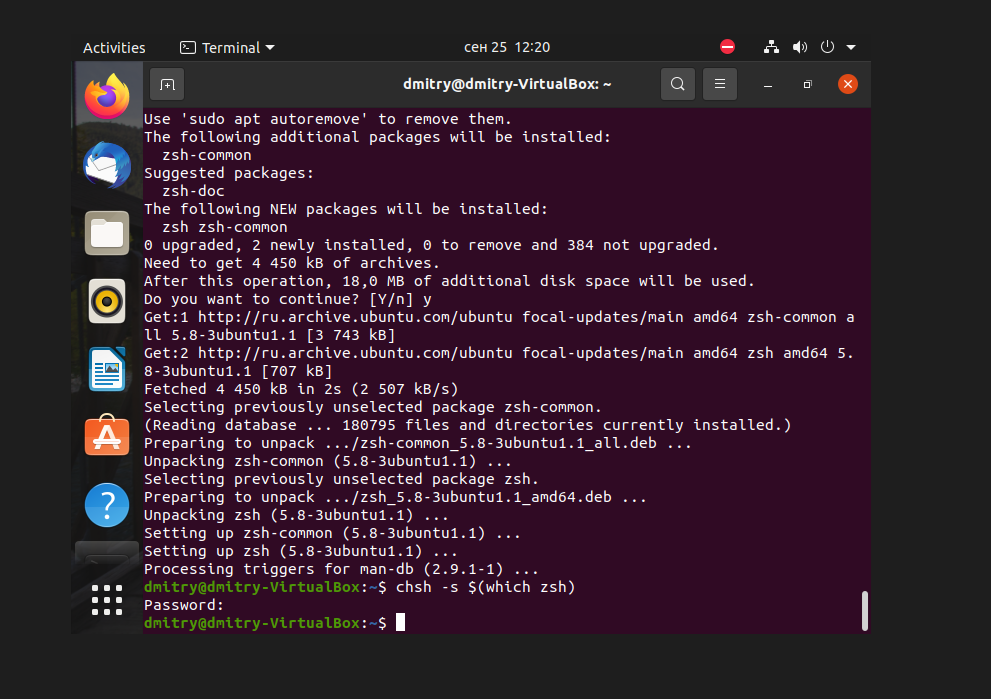 Activities Terminal сен 25 12:20
dmitry@dmitry-VirtualBox: ~
Use 'sudo apt autoremove' to remove them.
The following additional packages will be installed:
zsh-common
Suggested packages:
zsh-doc
The following NEW packages will be installed:
zsh zsh-common
0 upgraded, 2 newly installed, 0 to remove and 384 not upgraded.
Need to get 4 450 kB of archives.
After this operation, 18,0 MB of additional disk space will be used.
Do you want to continue? [Y/n] y
Get:1 http://ru.archive.ubuntu.com/ubuntu focal-updates/main amd64 zsh-common a
ll 5.8-3ubuntu1.1 [3 743 kB]
Get:2 http://ru.archive.ubuntu.com/ubuntu focal-updates/main amd64 zsh amd64 5.
8-3ubuntu1.1 [707 kB]
Fetched 4 450 kB in 2s (2 507 kB/s)
Selecting previously unselected package zsh-common.
(Reading database ... 180795 files and directories currently installed.)
Preparing to unpack .../zsh-common_5.8-3ubuntu1.1_all.deb ...
Unpacking zsh-common (5.8-3ubuntu1.1) ...
Selecting previously unselected package zsh.
Preparing to unpack .../zsh_5.8-3ubuntu1.1_amd64.deb ...
Unpacking zsh (5.8-3ubuntu1.1) ...
Setting up zsh-common (5.8-3ubuntu1.1) ...
Setting up zsh (5.8-3ubuntu1.1) ...
Processing triggers for man-db (2.9.1-1) ...
dmitry@dmitry-VirtualBox:~$ chsh -s $(which zsh)
Password:
dmitry@dmitry-VirtualBox:~$